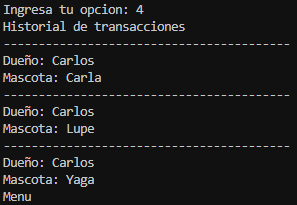 Ingresa tu opcion: 4
Historial de transacciones
-----------------------------------------
Dueño: Carlos
Mascota: Carla
-----------------------------------------
Dueño: Carlos
Mascota: Lupe
-----------------------------------------
Dueño: Carlos
Mascota: Yaga
Menu